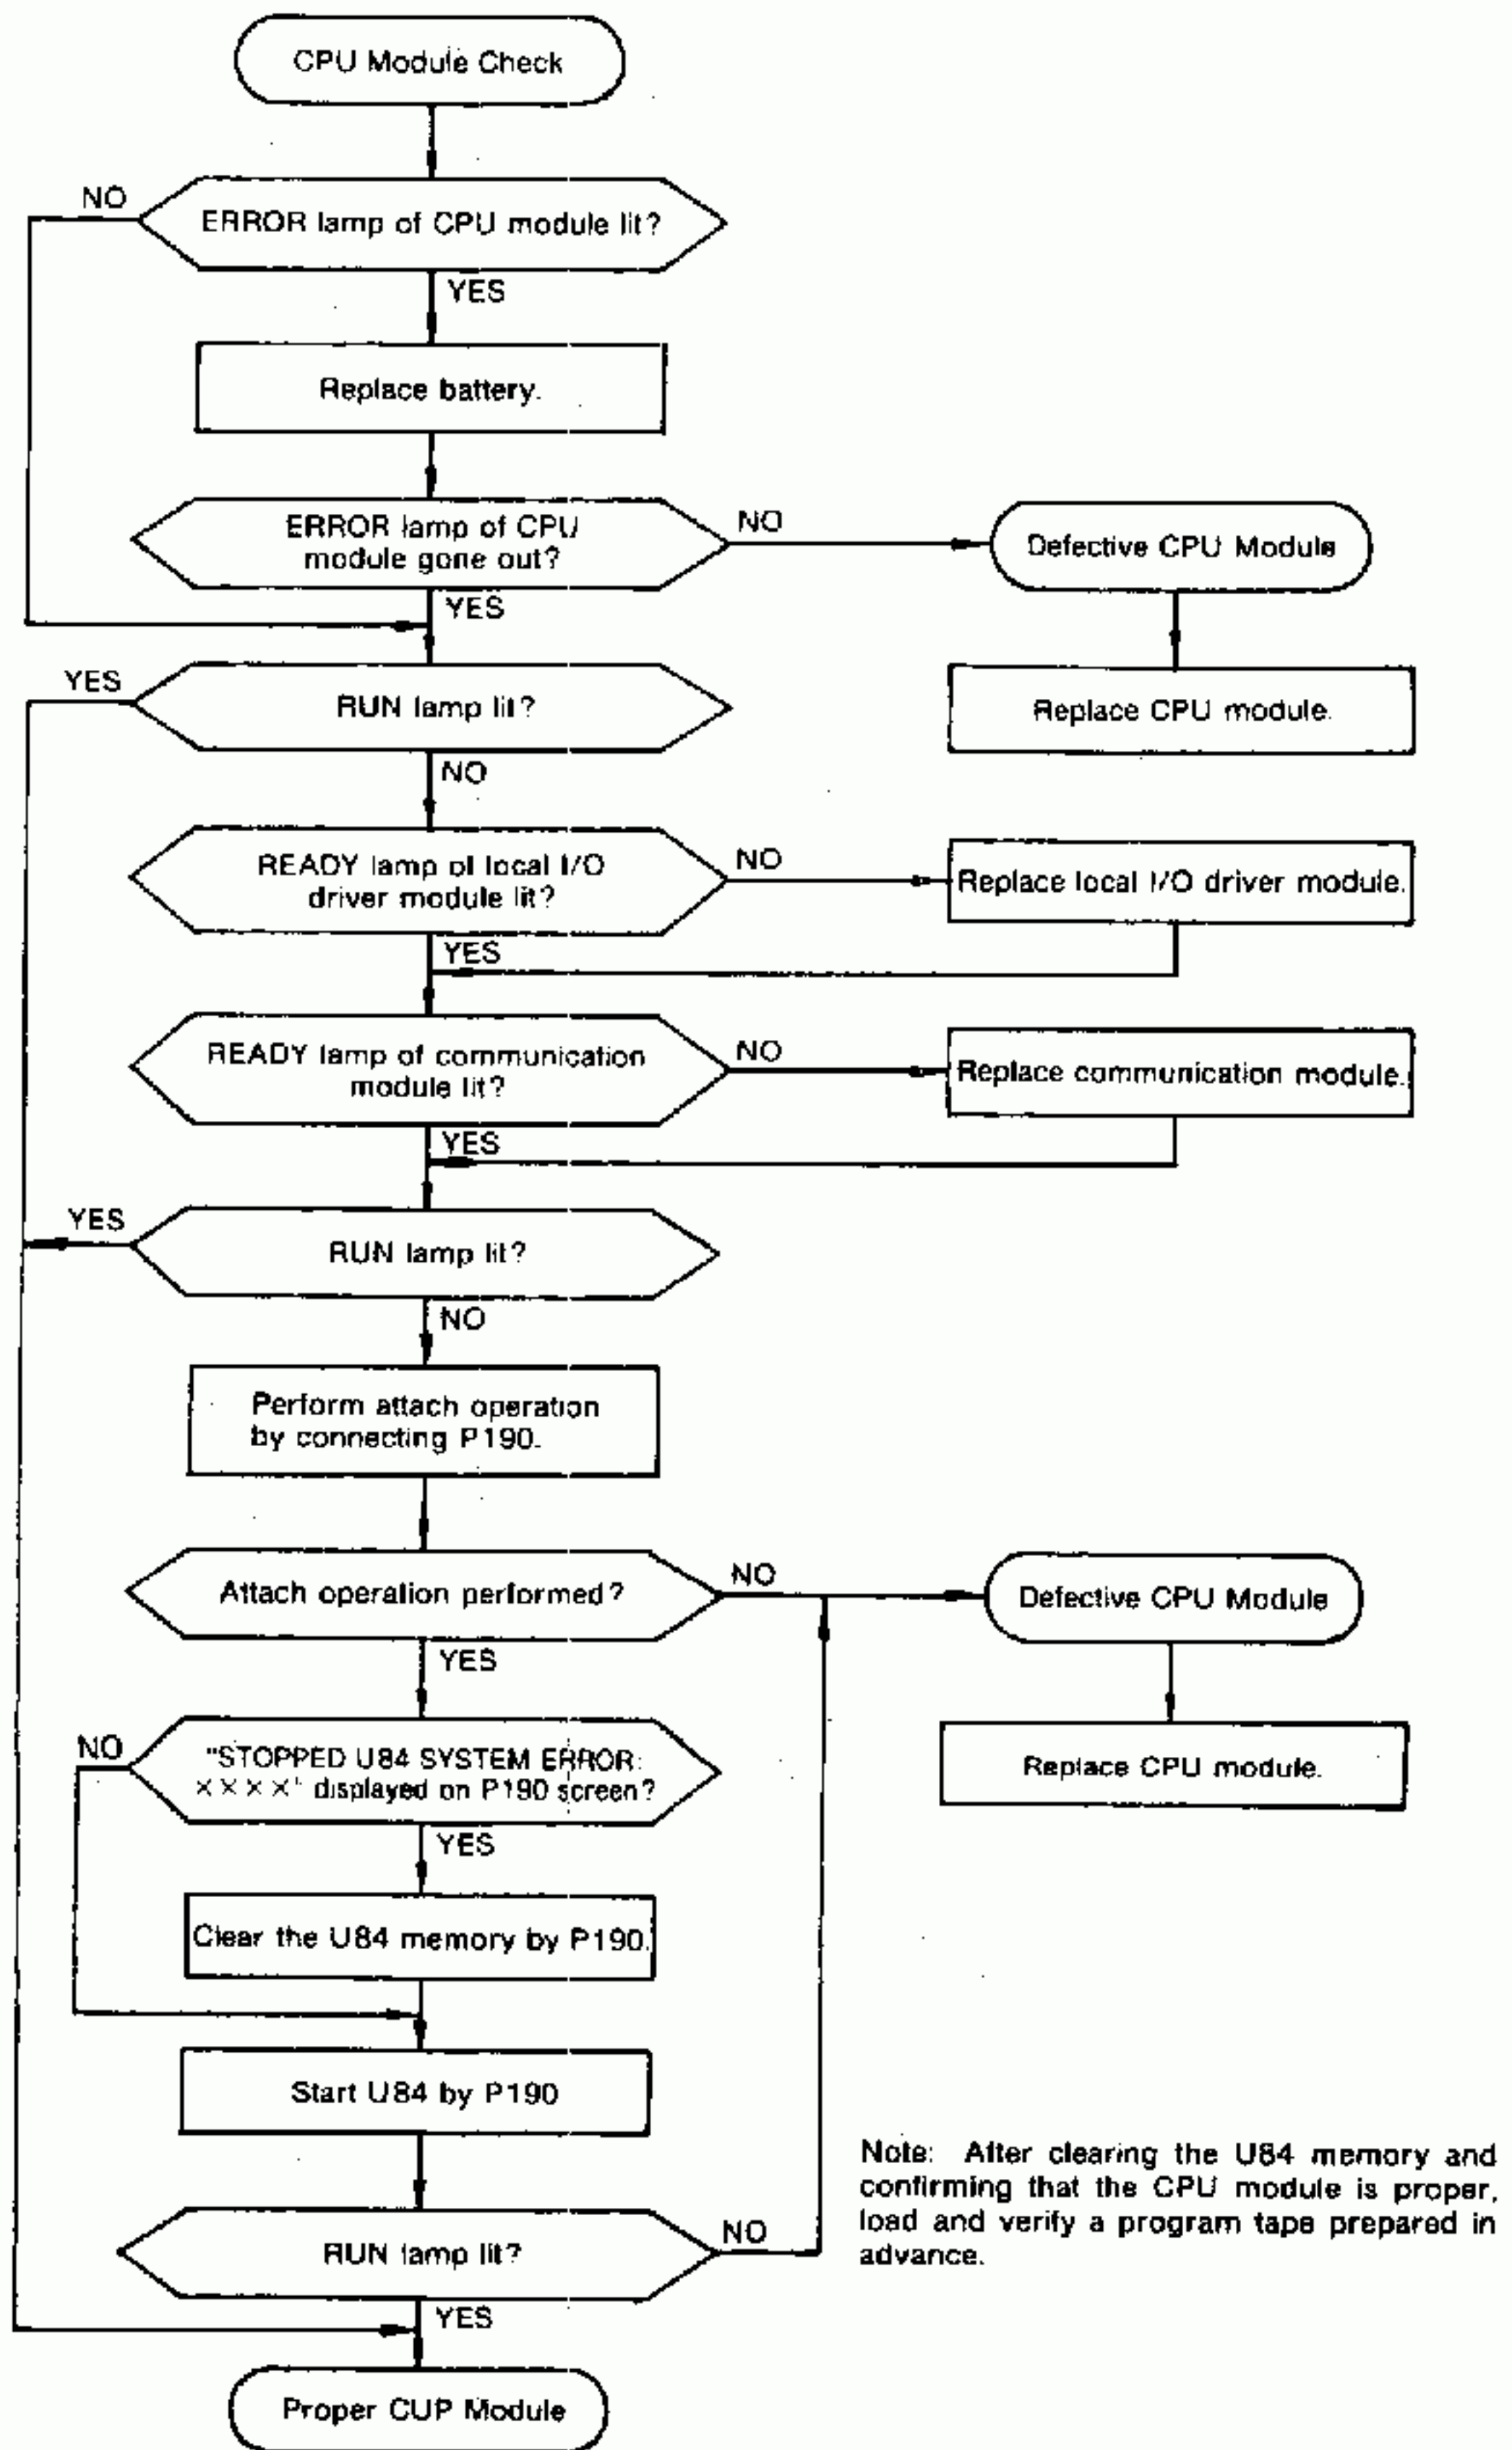 CPU Module Check
NO
ERROR lamp of CPU module lit?
YES
Replace battery.
ERROR lamp of CPU
module gone out?
NO
Defective CPU Module
YES
YES
RUN lamp lit?
Replace CPU module.
NO
READY lamp of local I/O
driver module lit?
NO
Replace local I/O driver module.
YES
READY lamp of communication
module lit?
NO
Replace communication module.
YES
YES
RUN lamp lit?
NO
Perform attach operation
by connecting P190.
Attach operation performed?
NO
Defective CPU Module
YES
NO
"STOPPED U84 SYSTEM ERROR:
××××" displayed on P190 screen?
Replace CPU module.
YES
Clear the U84 memory by P190.
Start U84 by P190
RUN lamp lit?
NO
YES
Proper CUP Module
Note: After clearing the U84 memory and
confirming that the CPU module is proper,
load and verify a program tape prepared in
advance.